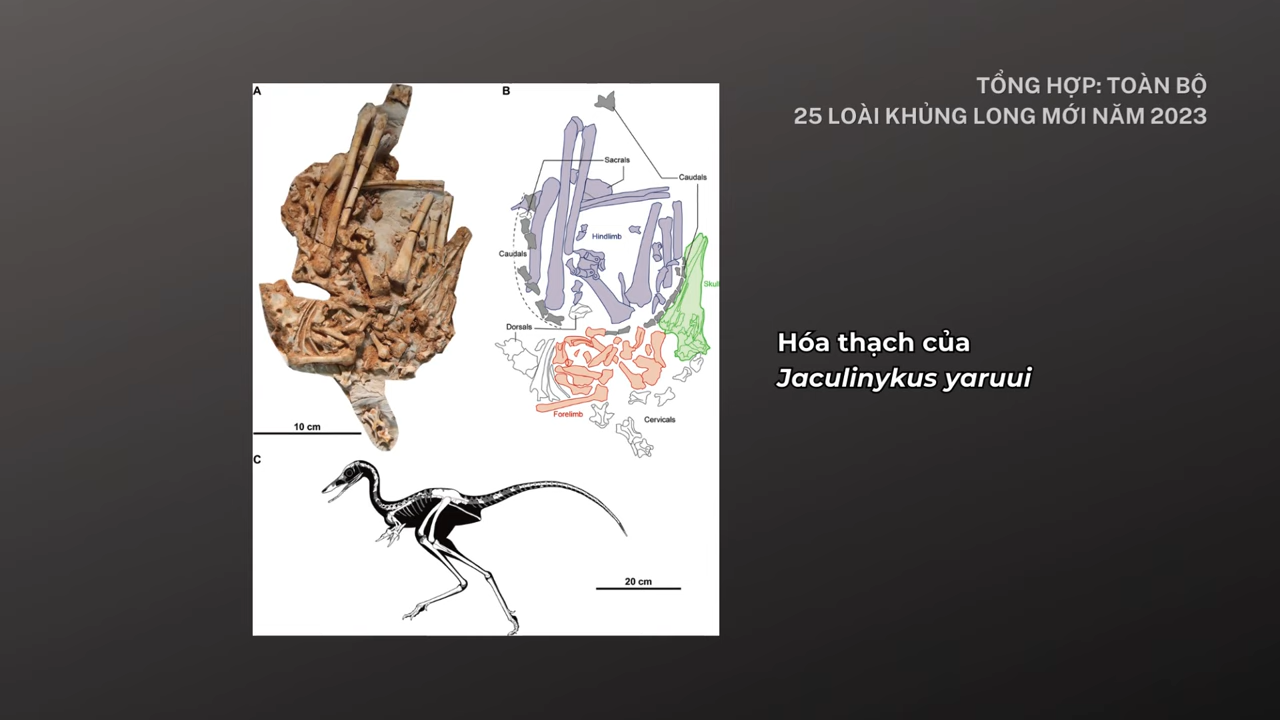 TỔNG HỢP: TOÀN BỘ
25 LOÀI KHỦNG LONG MỚI NĂM 2023
A
B
Sacrals
Caudals
Hindlimb
Caudals
Skul
Dorsals
Forelimb
Cervicals
10 cm
C
20 cm
Hóa thạch của
Jaculinykus yaruui